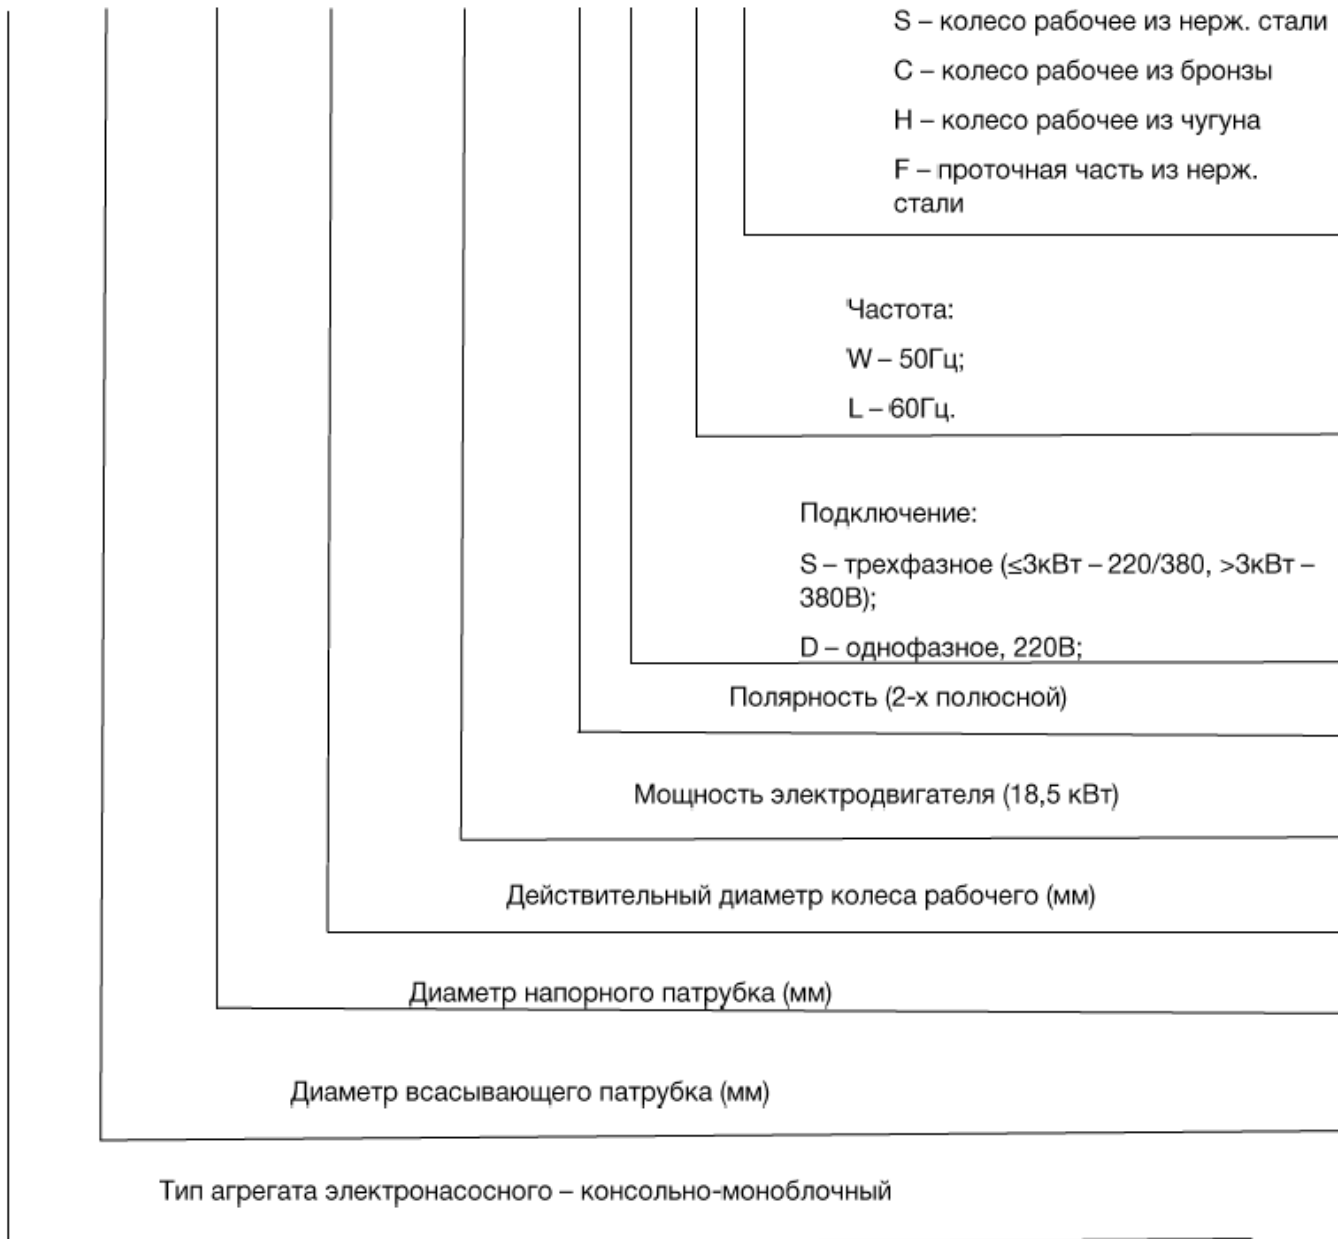 S – колесо рабочее из нерж. стали
C – колесо рабочее из бронзы
H – колесо рабочее из чугуна
F – проточная часть из нерж.
стали
Частота:
W – 50Гц;
L – 60Гц.
Подключение:
S – трехфазное (≤3кВт – 220/380, >3кВт –
380В);
D – однофазное, 220В;
Полярность (2-х полюсной)
Мощность электродвигателя (18,5 кВт)
Действительный диаметр колеса рабочего (мм)
Диаметр напорного патрубка (мм)
Диаметр всасывающего патрубка (мм)
Тип агрегата электронасосного – консольно-моноблочный